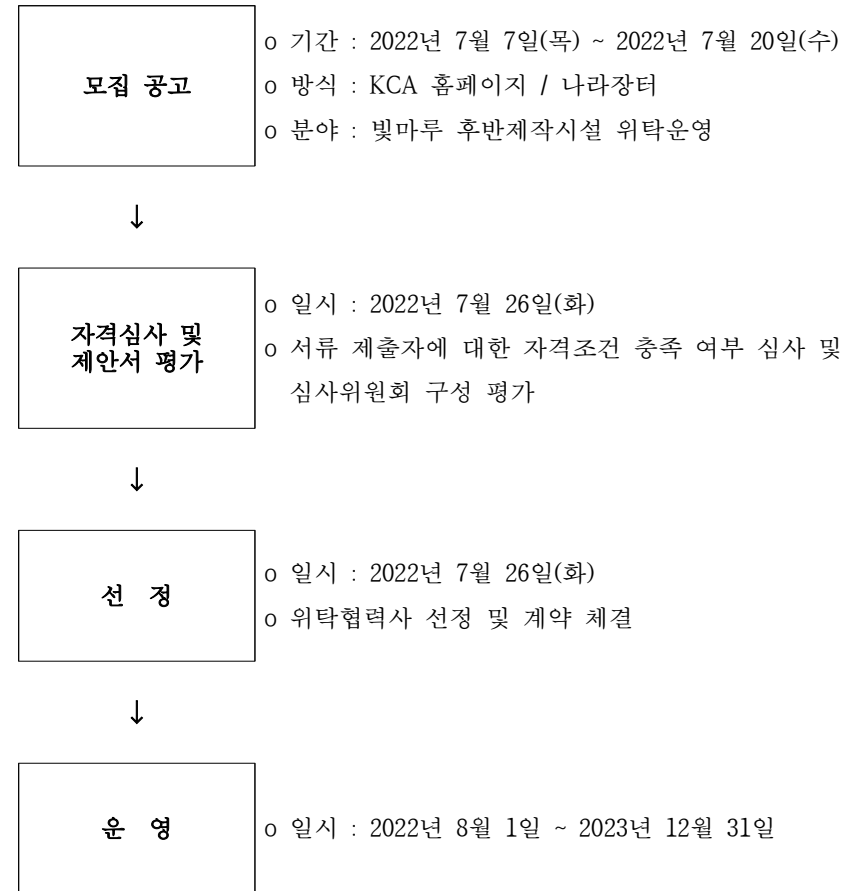 모집 공고
o 기간 : 2022년 7월 7일(목) ~ 2022년 7월 20일(수)
o 방식 : KCA 홈페이지 / 나라장터
o 분야 : 빛마루 후반제작시설 위탁운영
↓
자격심사 및
제안서 평가
o 일시 : 2022년 7월 26일(화)
o 서류 제출자에 대한 자격조건 충족 여부 심사 및
심사위원회 구성 평가
↓
선 정
o 일시 : 2022년 7월 26일(화)
o 위탁협력사 선정 및 계약 체결
↓
운 영
o 일시 : 2022년 8월 1일 ~ 2023년 12월 31일